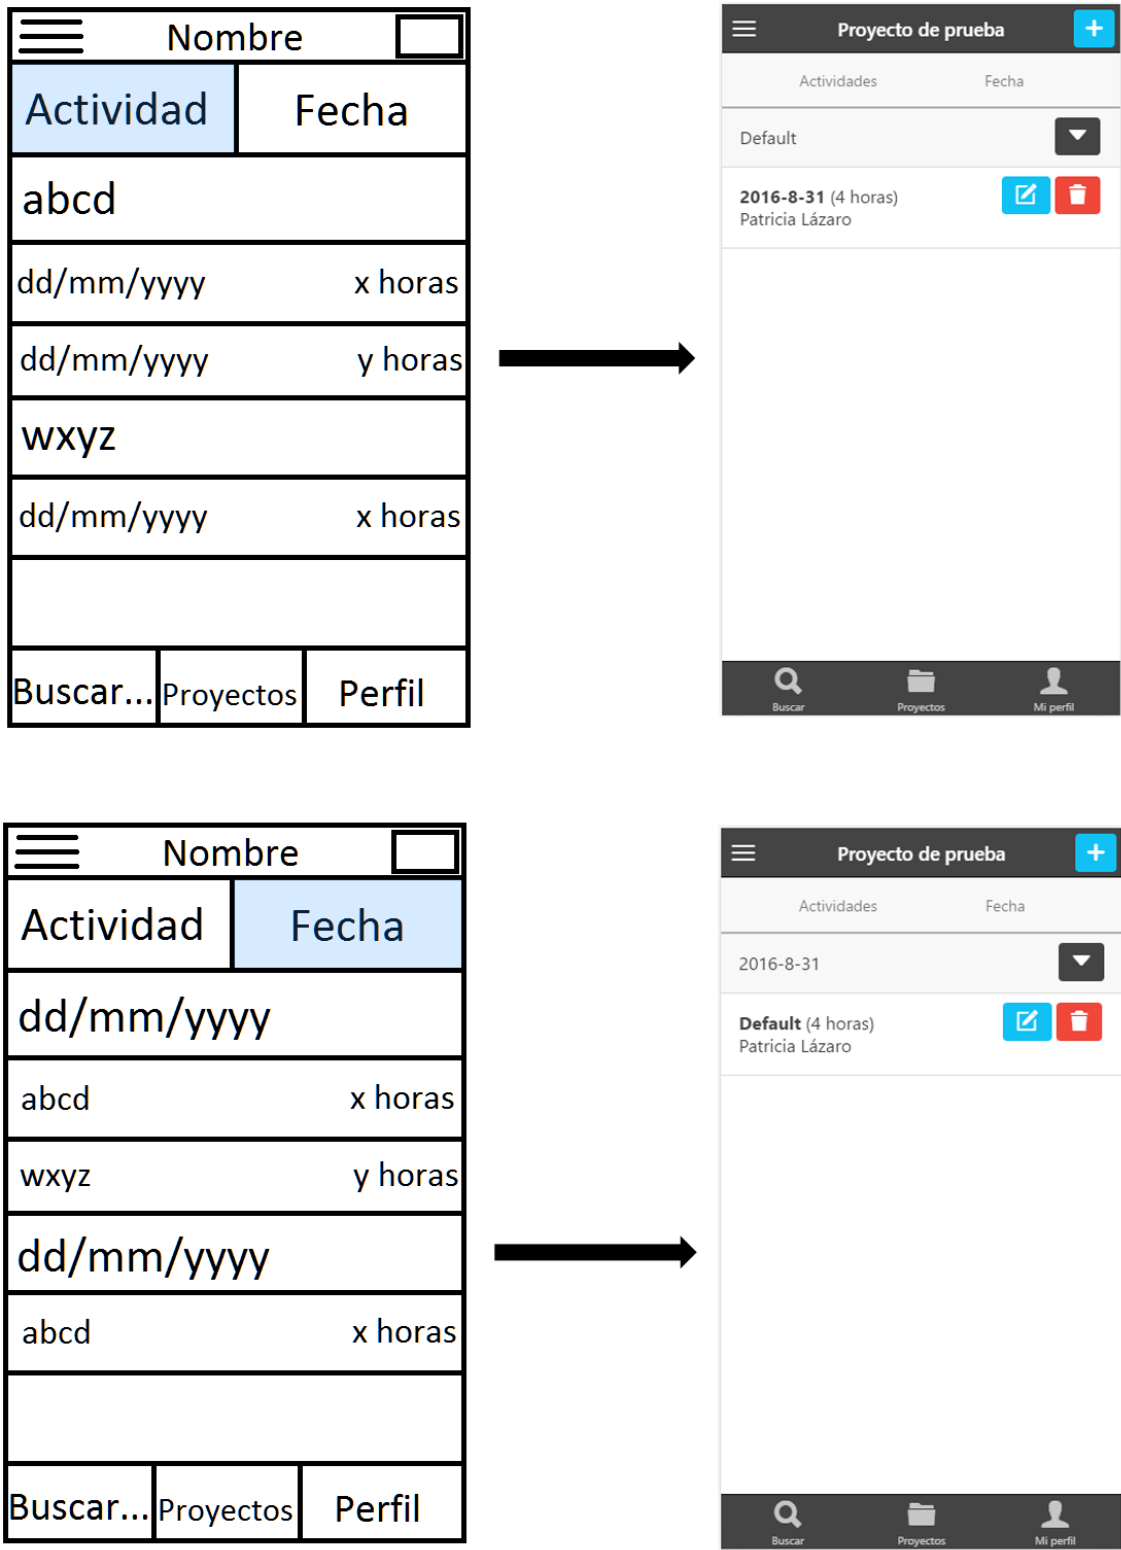 Nombre
Actividad Fecha
abcd
dd/mm/yyyy x horas
dd/mm/yyyy y horas
wxyz
dd/mm/yyyy x horas
Buscar... Proyectos Perfil
Proyecto de prueba +
Actividades Fecha
Default
2016-8-31 (4 horas)
Patricia Lázaro
Buscar Proyectos Mi perfil
Nombre
Actividad Fecha
dd/mm/yyyy
abcd x horas
wxyz y horas
dd/mm/yyyy
abcd x horas
Buscar... Proyectos Perfil
Proyecto de prueba +
Actividades Fecha
2016-8-31
Default (4 horas)
Patricia Lázaro
Buscar Proyectos Mi perfil